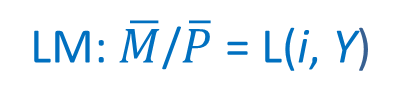 LM: M̅/P̅ = L(i, Y)